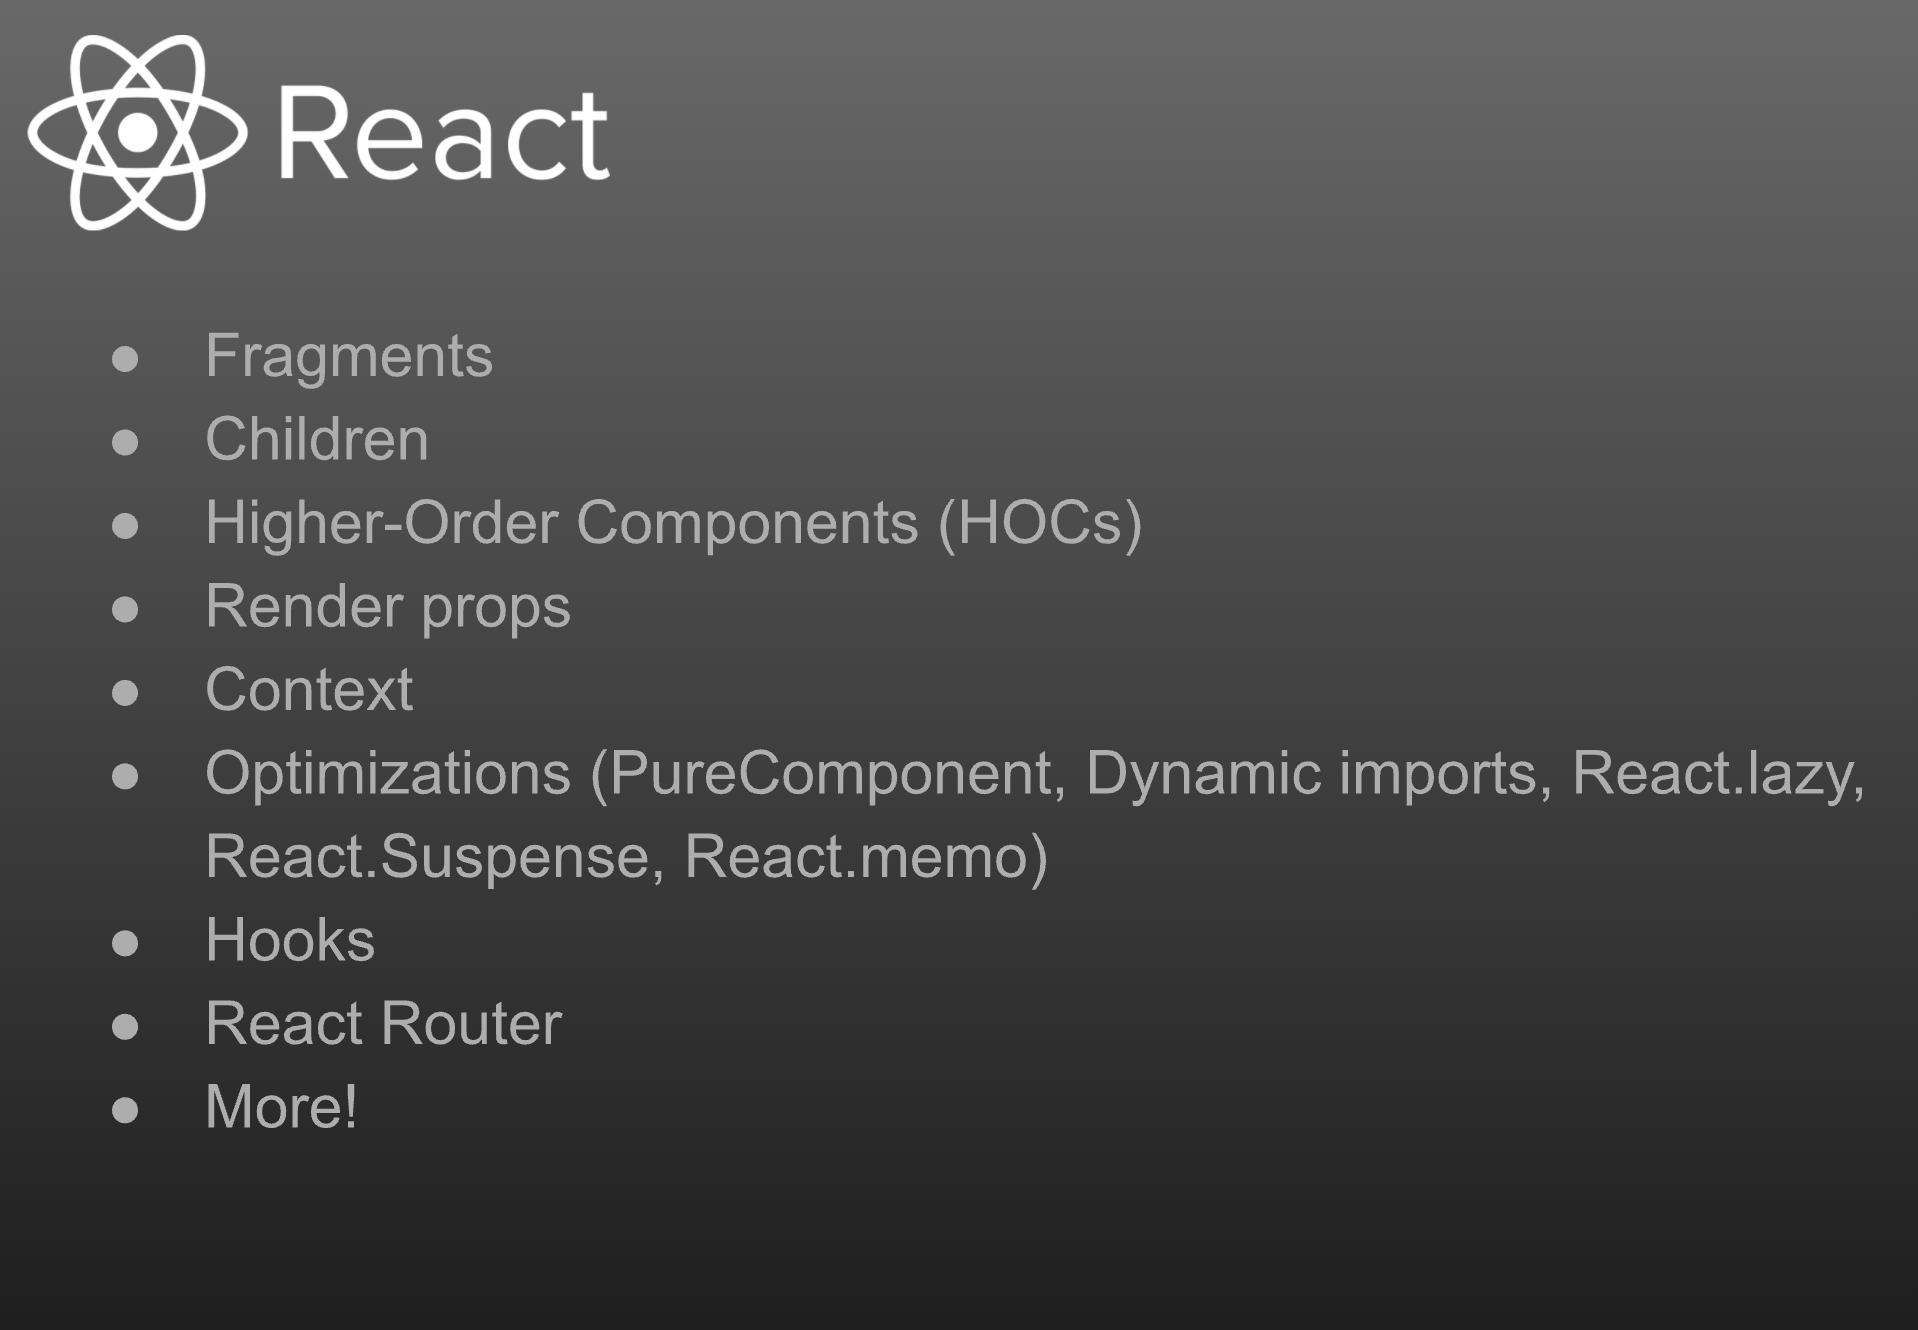 React
● Fragments
● Children
● Higher-Order Components (HOCs)
● Render props
● Context
● Optimizations (PureComponent, Dynamic imports, React.lazy,
React.Suspense, React.memo)
● Hooks
● React Router
● More!